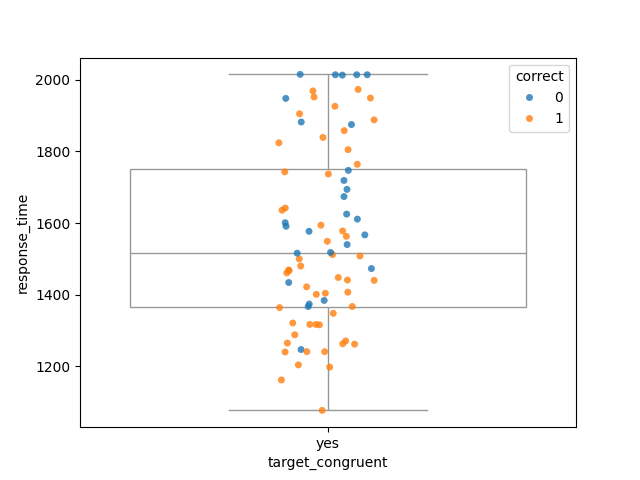 correct
0
1
2000
1800
1600
1400
1200
response_time
yes
target_congruent